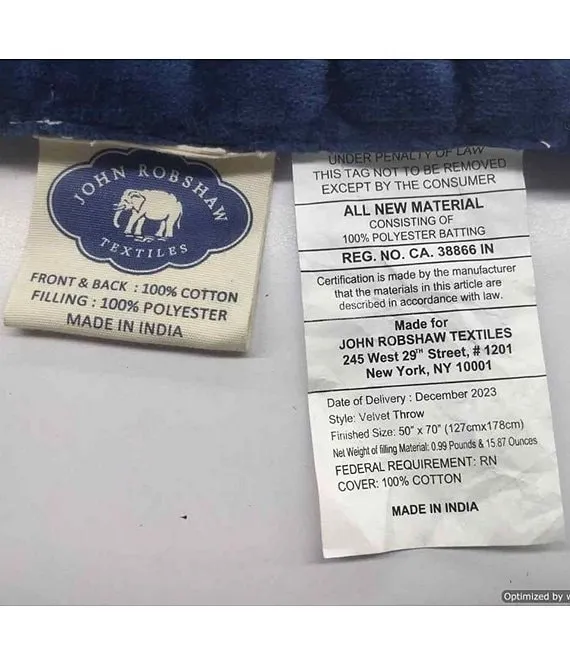 JOHN ROBSHAW
TEXTILES
FRONT & BACK : 100% COTTON
FILLING : 100% POLYESTER
MADE IN INDIA
UNDER PENALTY OF LAW
THIS TAG NOT TO BE REMOVED
EXCEPT BY THE CONSUMER
ALL NEW MATERIAL
CONSISTING OF
100% POLYESTER BATTING
REG. NO. CA. 38866 IN
Certification is made by the manufacturer
that the materials in this article are
described in accordance with law.
Made for
JOHN ROBSHAW TEXTILES
245 West 29TH Street, # 1201
New York, NY 10001
Date of Delivery : December 2023
Style: Velvet Throw
Finished Size: 50" x 70" (127cmx178cm)
Net Weight of filling Material: 0.99 Pounds & 15.87 Ounces
FEDERAL REQUIREMENT: RN
COVER: 100% COTTON
MADE IN INDIA
Optimized by